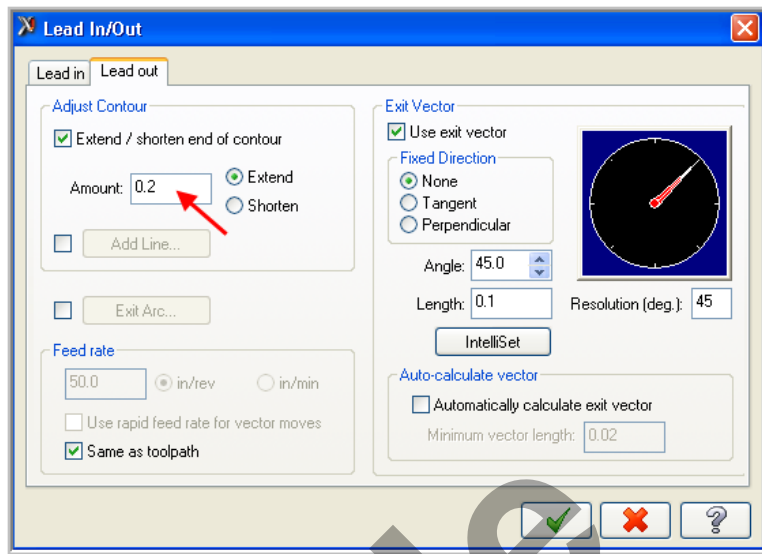 Lead In/Out
Lead in Lead out
Adjust Contour
Extend / shorten end of contour
Amount: 0.2
Extend
Shorten
Add Line...
Exit Arc...
Feed rate
50.0 in/rev in/min
Use rapid feed rate for vector moves
Same as toolpath
Exit Vector
Use exit vector
Fixed Direction
None
Tangent
Perpendicular
Angle: 45.0
Length: 0.1 Resolution (deg.): 45
IntelliSet
Auto-calculate vector
Automatically calculate exit vector
Minimum vector length: 0.02